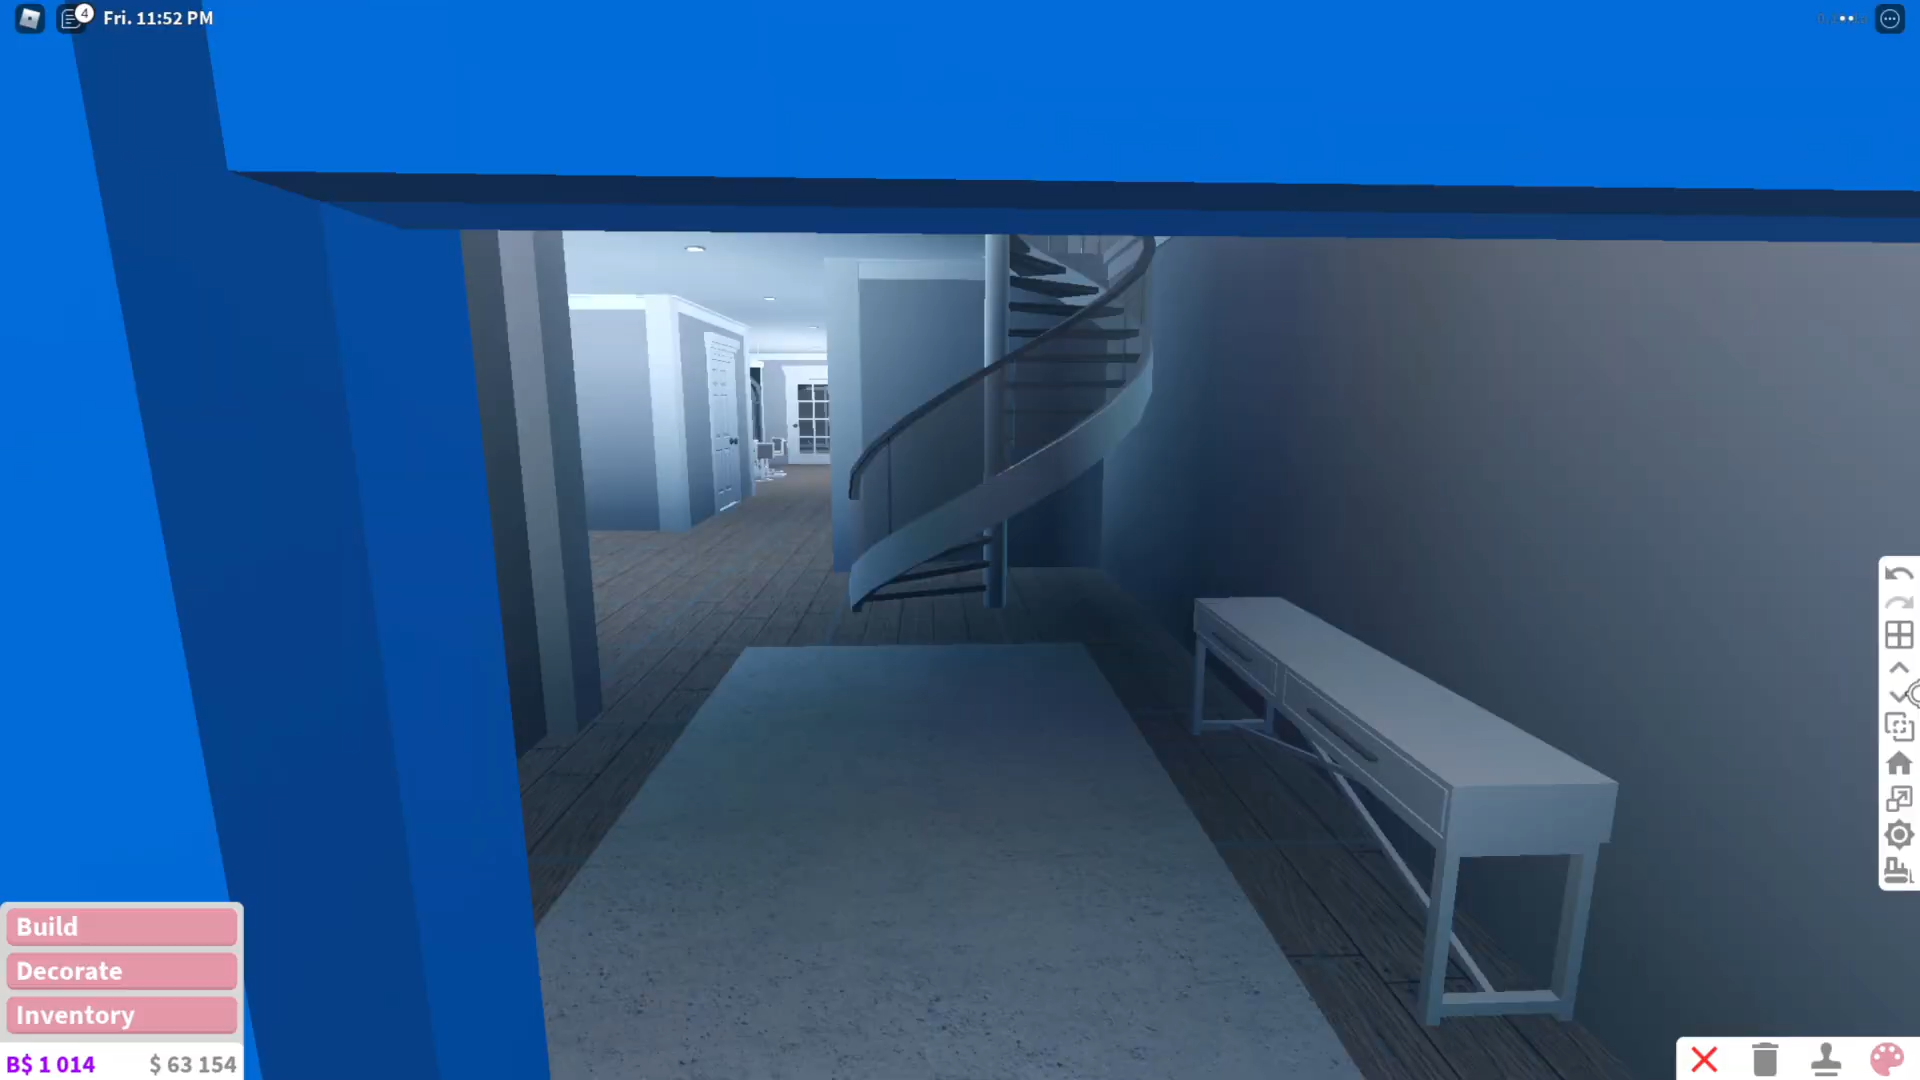 4
Fri. 11:52 PM
Build
Decorate
Inventory
B$ 1 014
$ 63 154